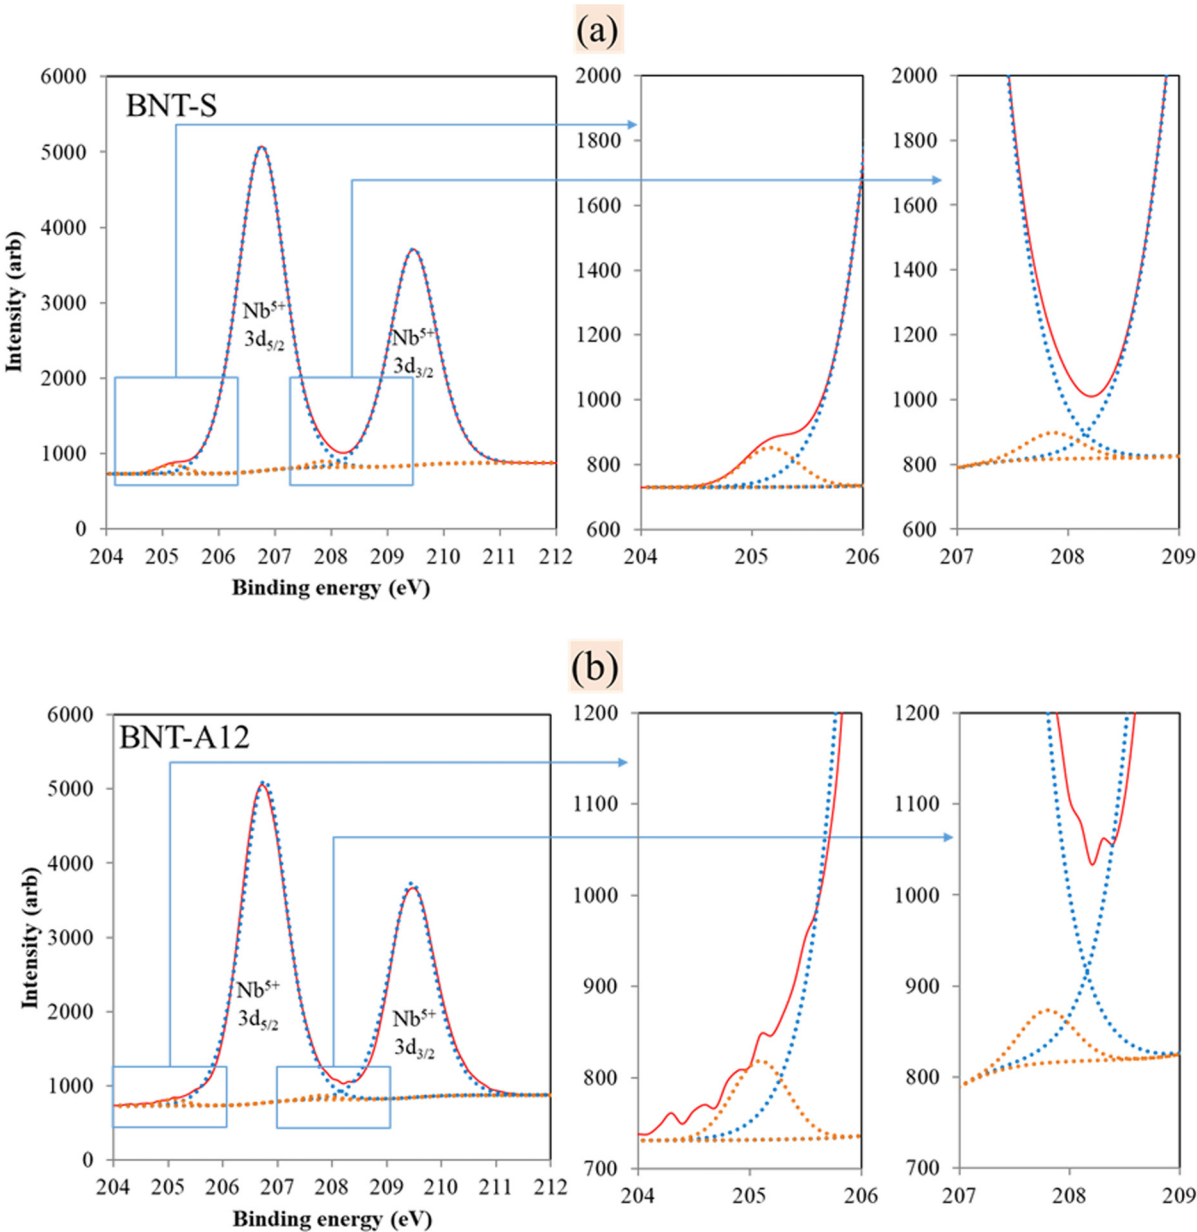 (a)
BNT-S
Intensity (arb)
6000
5000
4000
3000
2000
1000
0
Nb⁵⁺
3d₅/₂
Nb⁵⁺
3d₃/₂
204 205 206 207 208 209 210 211 212
Binding energy (eV)
2000
1800
1600
1400
1200
1000
800
600
204 205 206
2000
1800
1600
1400
1200
1000
800
600
207 208 209
(b)
BNT-A12
Intensity (arb)
6000
5000
4000
3000
2000
1000
0
Nb⁵⁺
3d₅/₂
Nb⁵⁺
3d₃/₂
204 205 206 207 208 209 210 211 212
Binding energy (eV)
1200
1100
1000
900
800
700
204 205 206
1200
1100
1000
900
800
700
207 208 209